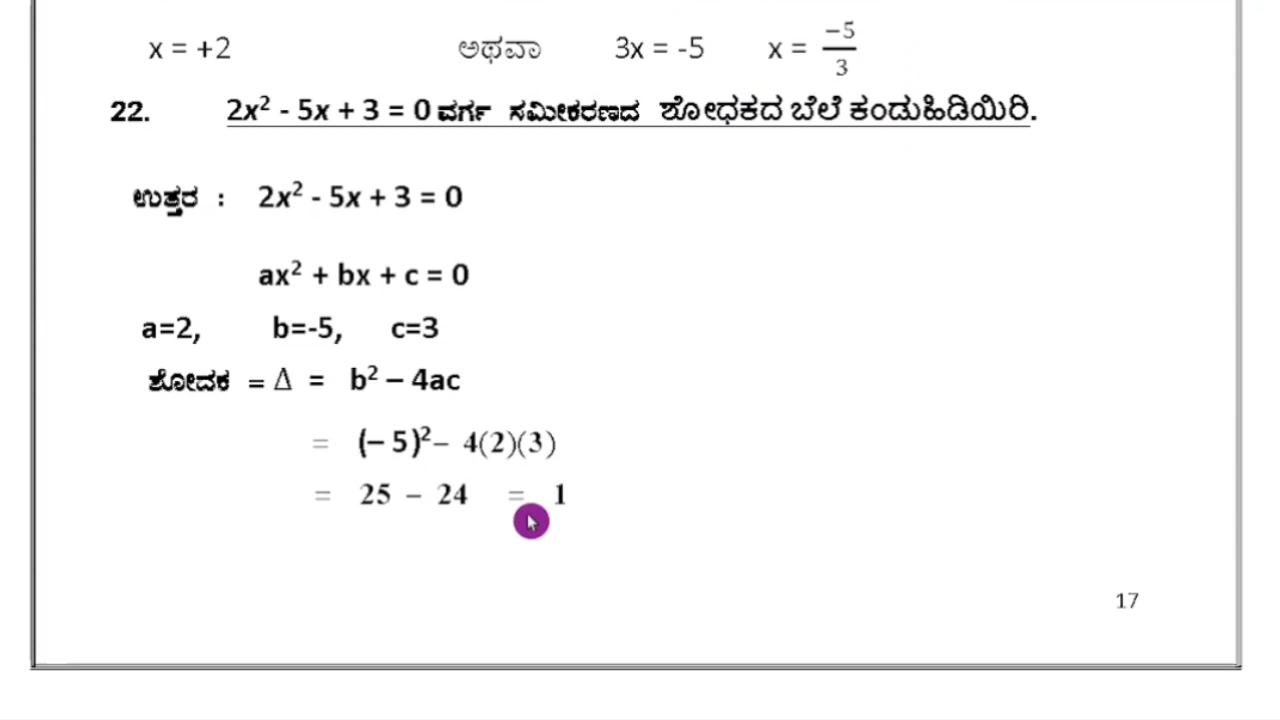 x = +2 ಅಥವಾ 3x = -5 x = −5/3
22. 2x² - 5x + 3 = 0 ವರ್ಗ ಸಮೀಕರಣದ ಶೋಧಕದ ಬೆಲೆ ಕಂಡುಹಿಡಿಯಿರಿ.
ಉತ್ತರ : 2x² - 5x + 3 = 0
ax² + bx + c = 0
a=2, b=-5, c=3
ಶೋದಕ = Δ = b² – 4ac
= (– 5)² – 4(2)(3)
= 25 – 24 = 1
17